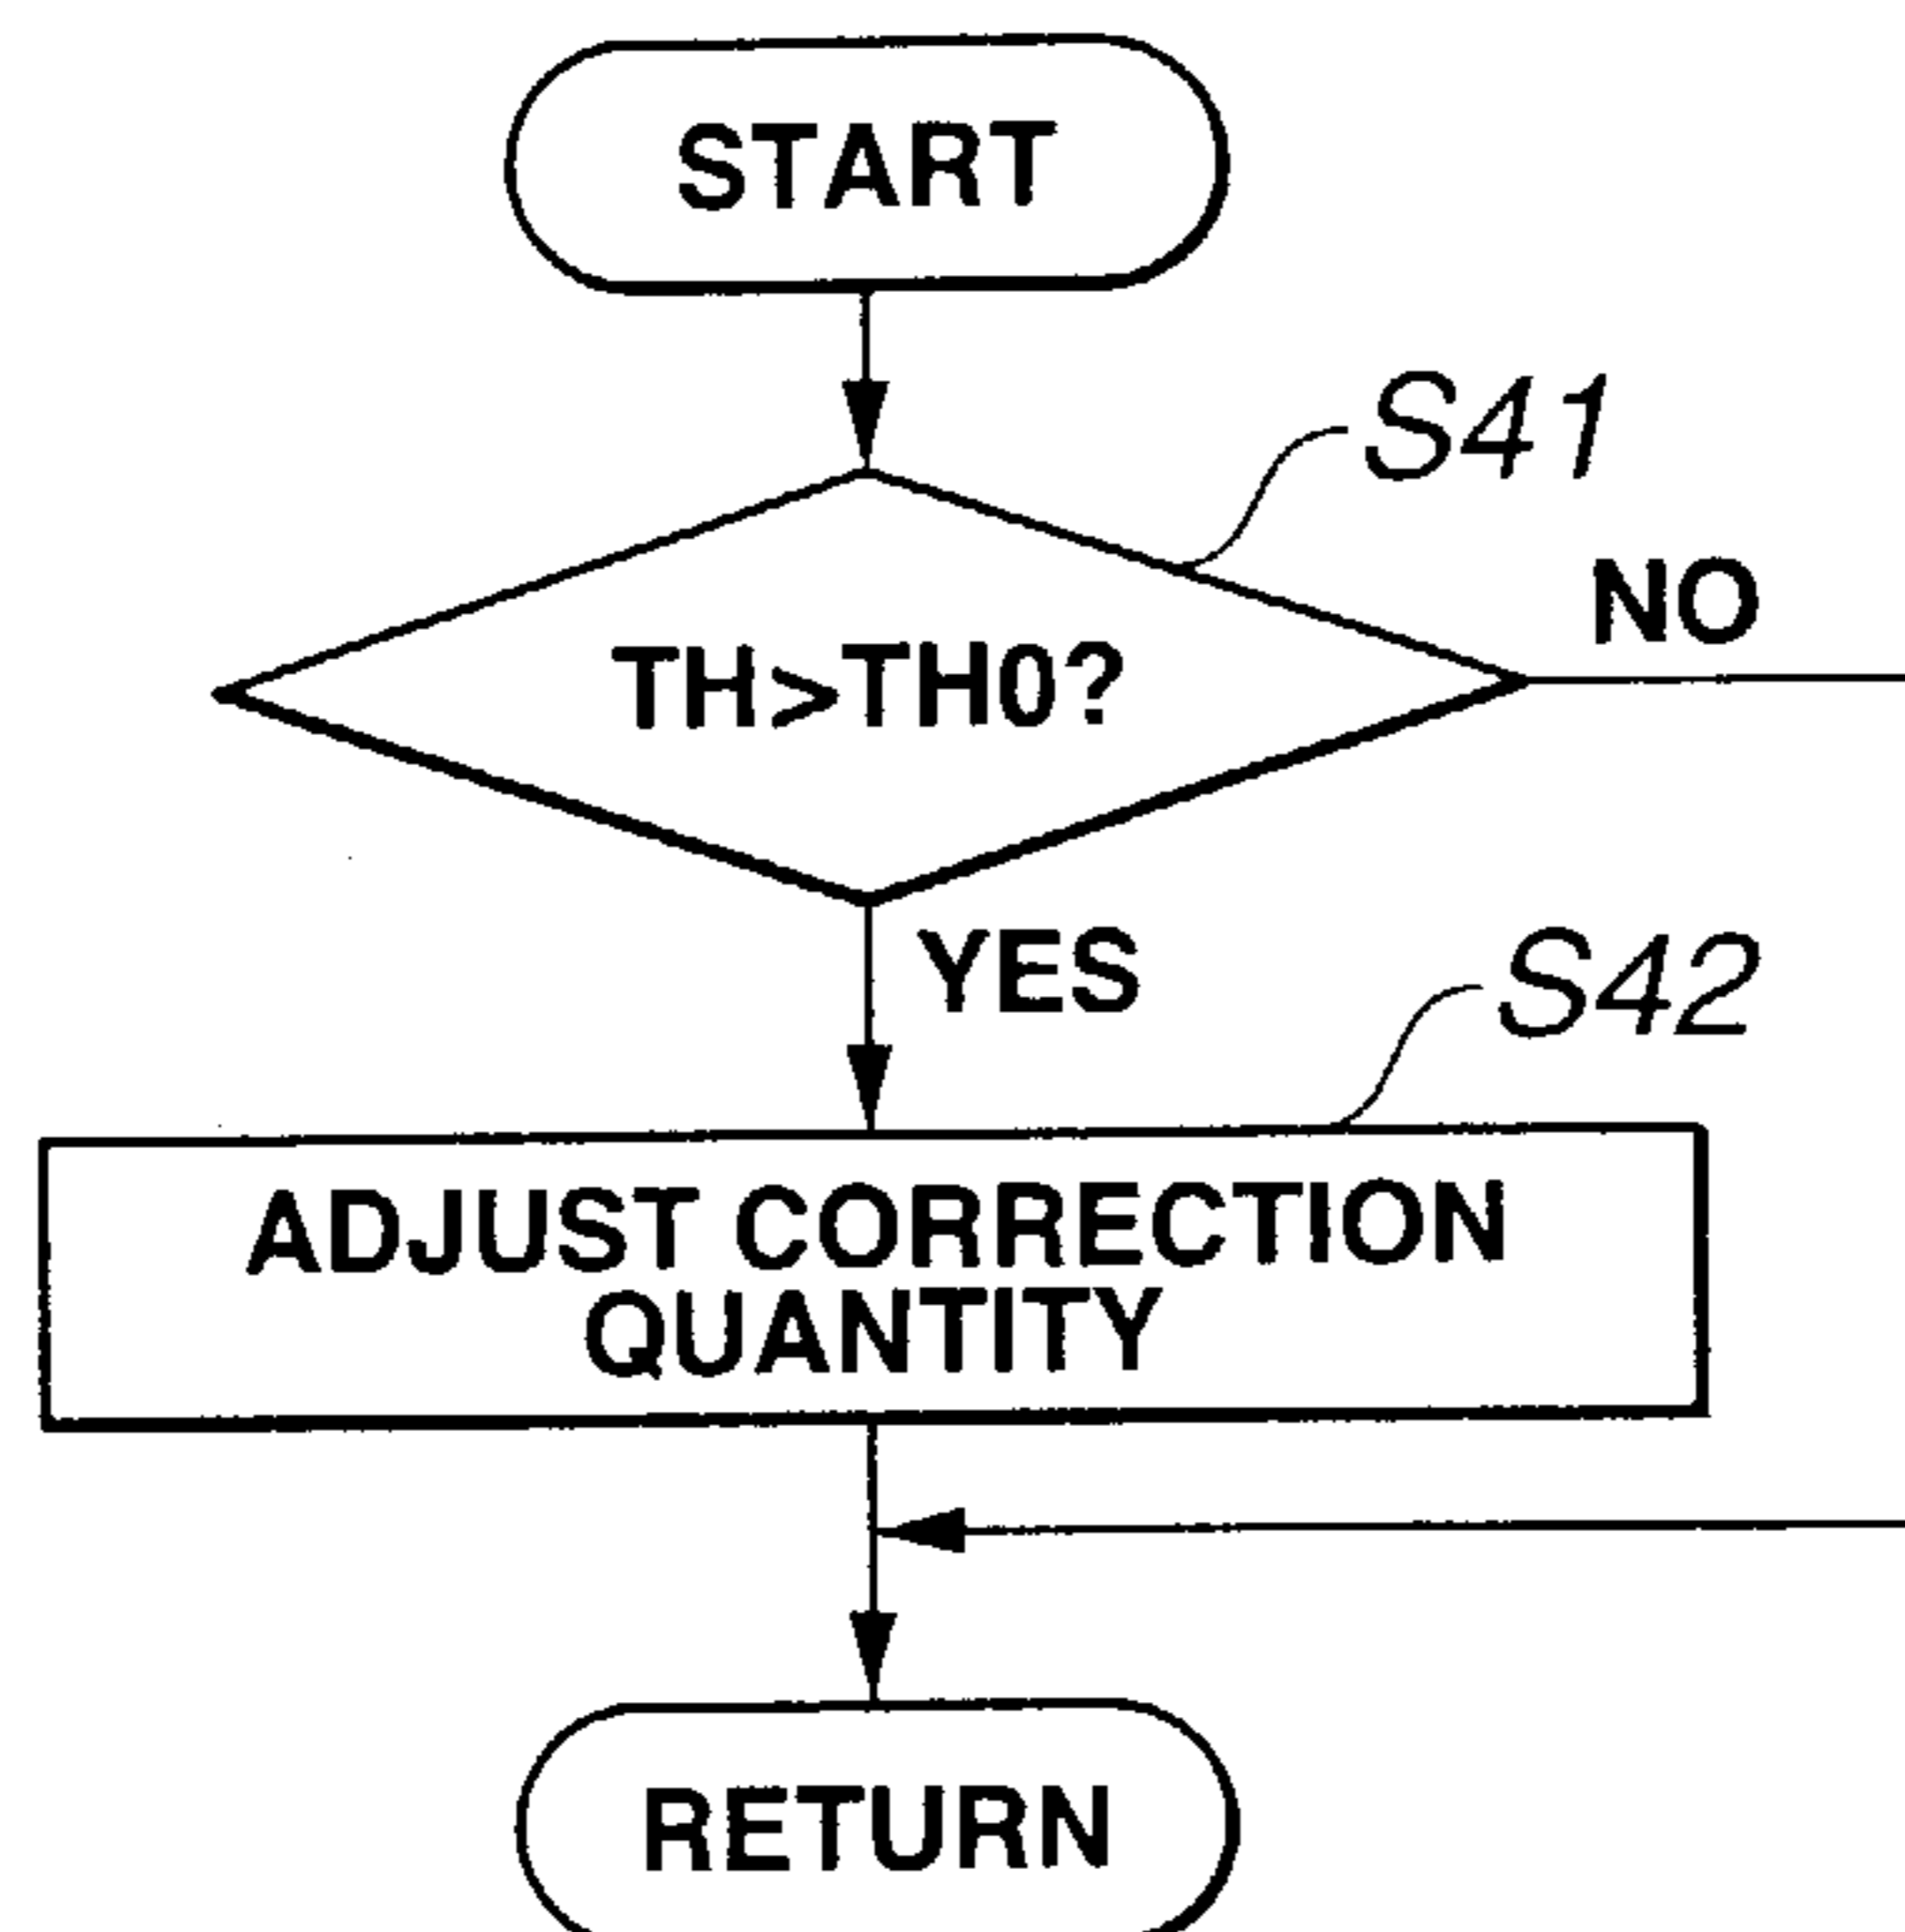 START
S41
NO
TH>TH0?
YES
S42
ADJUST CORRECTION
QUANTITY
RETURN